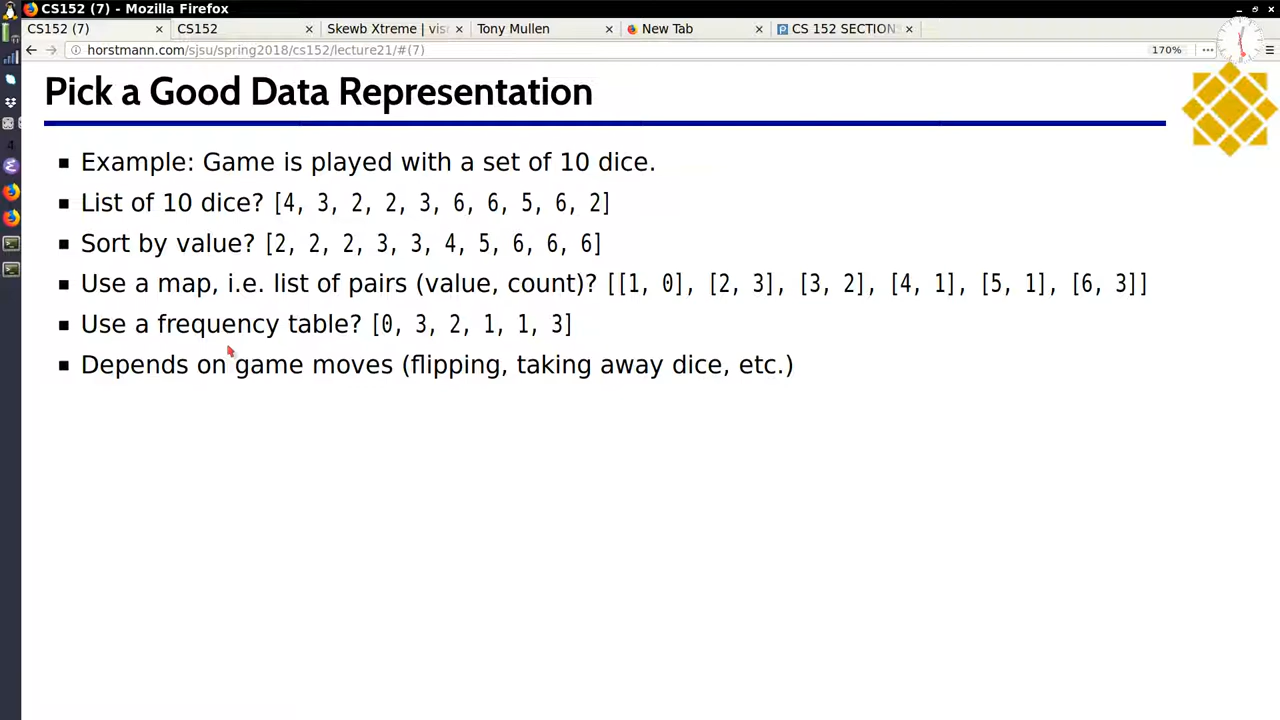 CS152 (7) - Mozilla Firefox
CS152 (7) × CS152 × Skewb Xtreme | vis × Tony Mullen × New Tab × CS 152 SECTION ×
horstmann.com/sjsu/spring2018/cs152/lecture21/#(7) 170%
Pick a Good Data Representation
Example: Game is played with a set of 10 dice.
List of 10 dice? [4, 3, 2, 2, 3, 6, 6, 5, 6, 2]
Sort by value? [2, 2, 2, 3, 3, 4, 5, 6, 6, 6]
Use a map, i.e. list of pairs (value, count)? [[1, 0], [2, 3], [3, 2], [4, 1], [5, 1], [6, 3]]
Use a frequency table? [0, 3, 2, 1, 1, 3]
Depends on game moves (flipping, taking away dice, etc.)
4